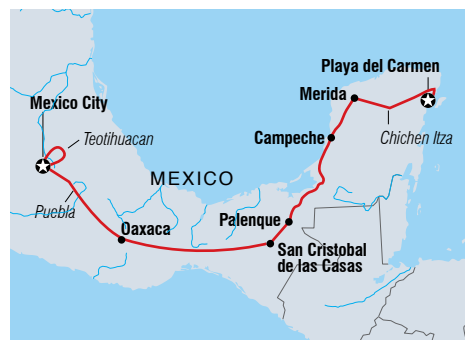 Playa del Carmen
Merida
Mexico City
Chichen Itza
Teotihuacan
Campeche
MEXICO
Puebla
Palenque
Oaxaca
San Cristobal
de las Casas